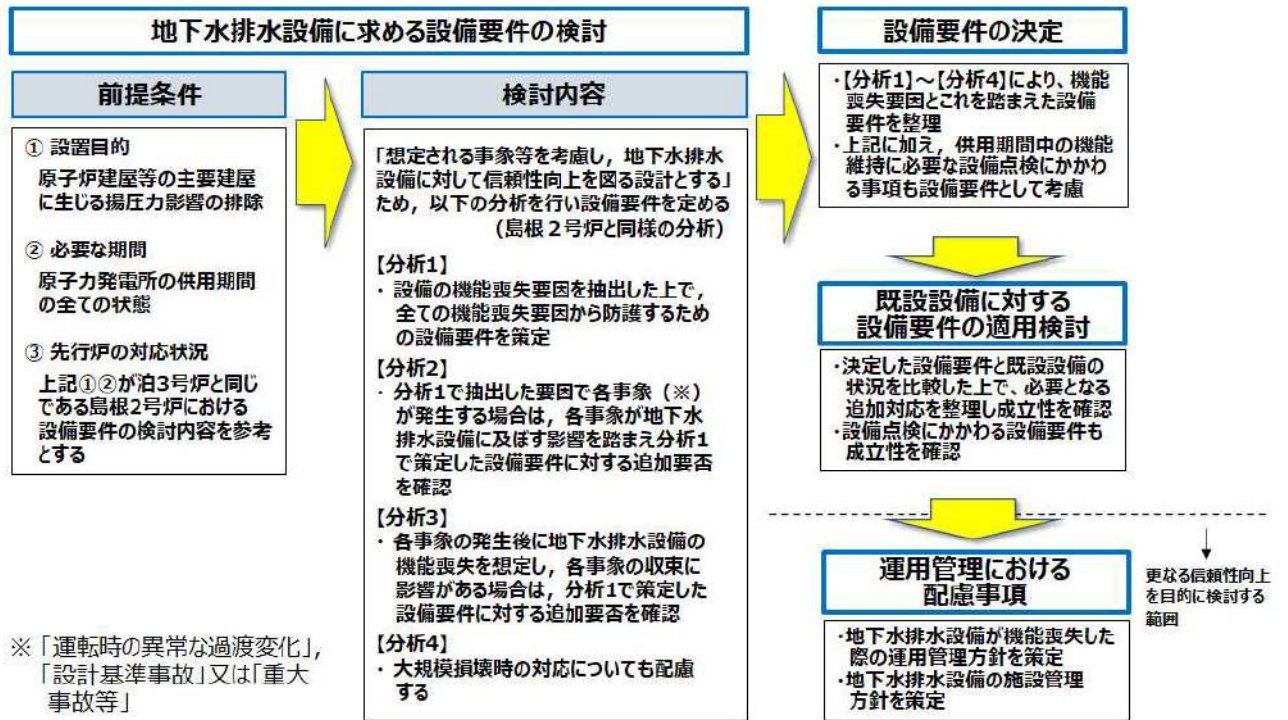 地下水排水設備に求める設備要件の検討
前提条件
① 設置目的
原子炉建屋等の主要建屋
に生じる揚圧力影響の排除
② 必要な期間
原子力発電所の供用期間
の全ての状態
③ 先行炉の対応状況
上記①②が泊3号炉と同じ
である島根2号炉における
設備要件の検討内容を参考
とする
※「運転時の異常な過渡変化」,
「設計基準事故」又は「重大
事故等」
検討内容
「想定される事象等を考慮し，地下水排水
設備に対して信頼性向上を図る設計とする」
ため，以下の分析を行い設備要件を定める
（島根２号炉と同様の分析）
【分析1】
・ 設備の機能喪失要因を抽出した上で，
全ての機能喪失要因から防護するため
の設備要件を策定
【分析2】
・ 分析1で抽出した要因で各事象（※）
が発生する場合は，各事象が地下水
排水設備に及ぼす影響を踏まえ分析1
で策定した設備要件に対する追加要否
を確認
【分析3】
・ 各事象の発生後に地下水排水設備の
機能喪失を想定し，各事象の収束に
影響がある場合は，分析1で策定した
設備要件に対する追加要否を確認
【分析4】
・ 大規模損壊時の対応についても配慮
する
設備要件の決定
・【分析1】～【分析4】により、機能
喪失要因とこれを踏まえた設備
要件を整理
・上記に加え，供用期間中の機能
維持に必要な設備点検にかかわ
る事項も設備要件として考慮
既設設備に対する
設備要件の適用検討
・決定した設備要件と既設設備の
状況を比較した上で、必要となる
追加対応を整理し成立性を確認
・設備点検にかかわる設備要件も
成立性を確認
運用管理における
配慮事項
・地下水排水設備が機能喪失した
際の運用管理方針を策定
・地下水排水設備の施設管理
方針を策定
更なる信頼性向上
を目的に検討する
範囲